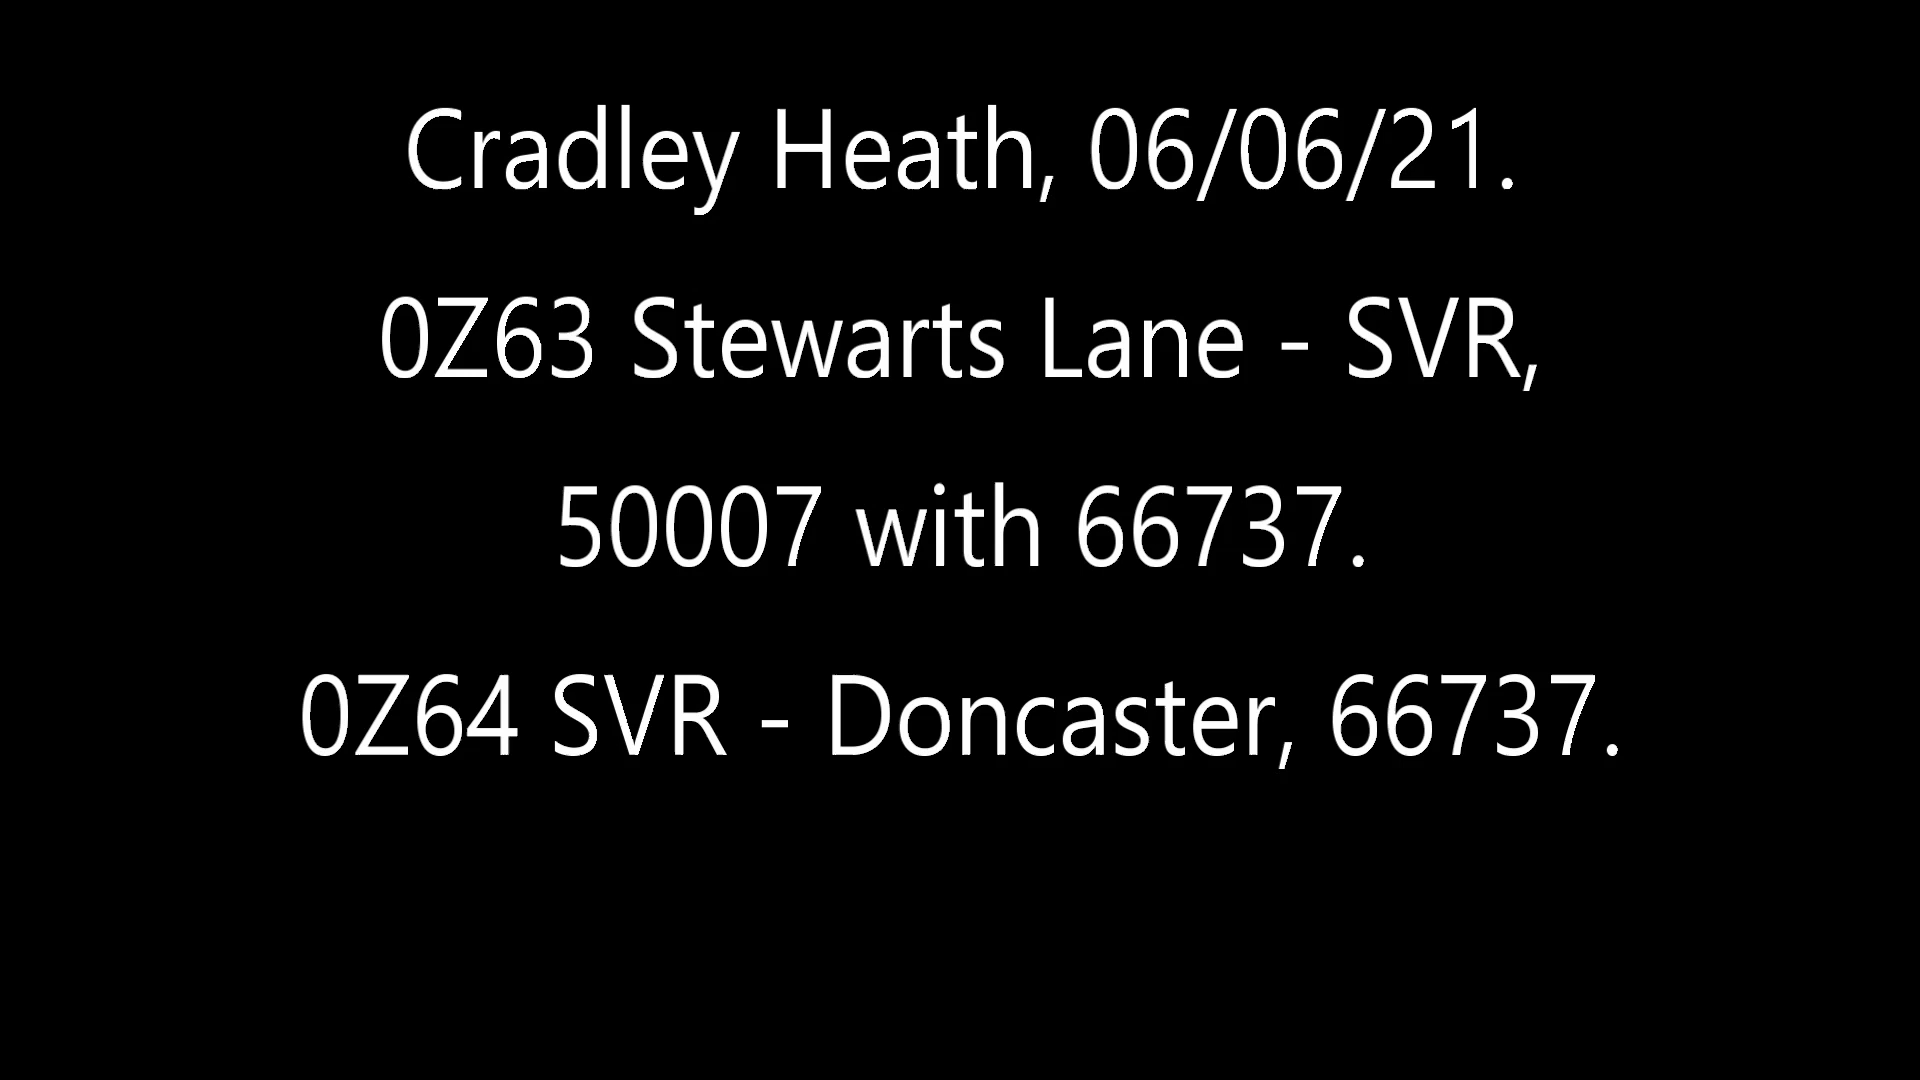 Cradley Heath, 06/06/21.
0Z63 Stewarts Lane - SVR,
50007 with 66737.
0Z64 SVR - Doncaster, 66737.